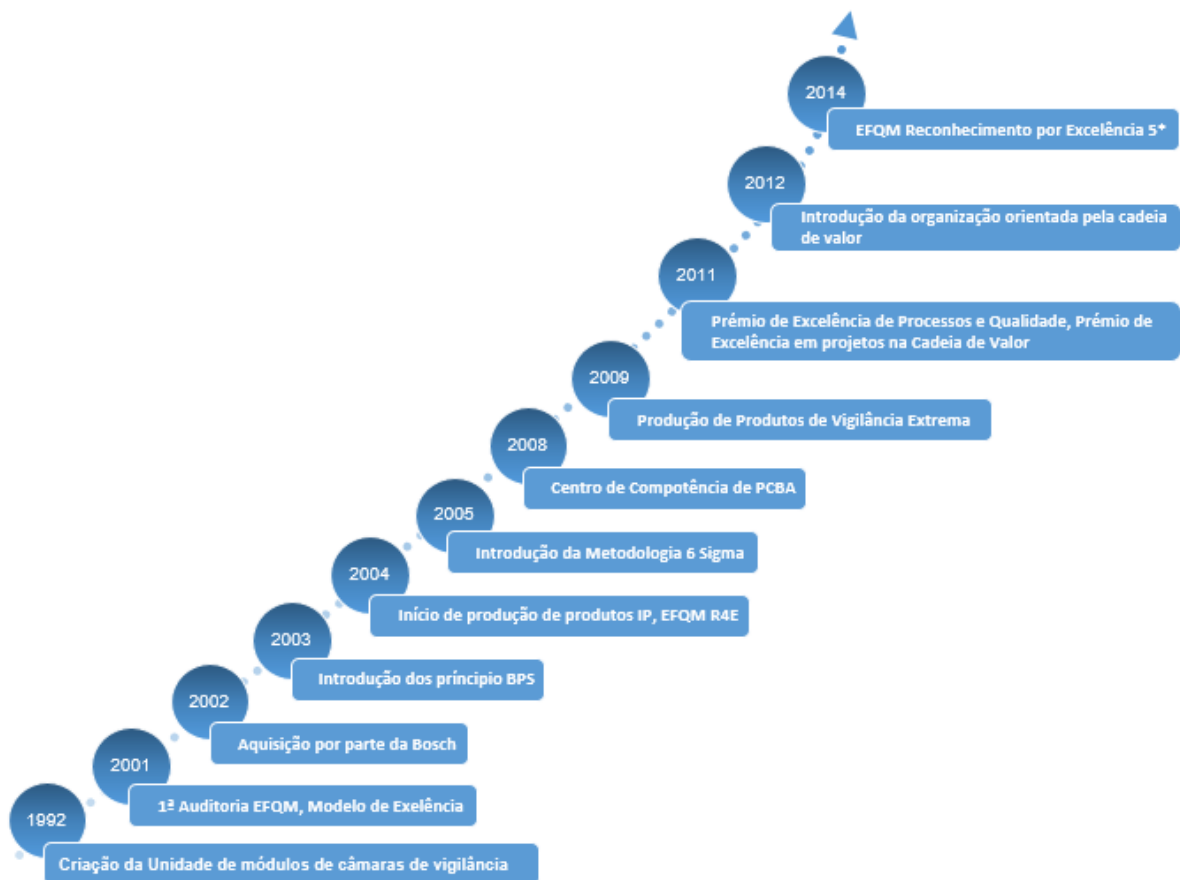 2014
EFQM Reconhecimento por Excelência 5*
2012
Introdução da organização orientada pela cadeia
de valor
2011
Prémio de Excelência de Processos e Qualidade, Prémio de
Excelência em projetos na Cadeia de Valor
2009
Produção de Produtos de Vigilância Extrema
2008
Centro de Compotência de PCBA
2005
Introdução da Metodologia 6 Sigma
2004
Início de produção de produtos IP, EFQM R4E
2003
Introdução dos príncipio BPS
2002
Aquisição por parte da Bosch
2001
1ª Auditoria EFQM, Modelo de Exelência
1992
Criação da Unidade de módulos de câmaras de vigilância